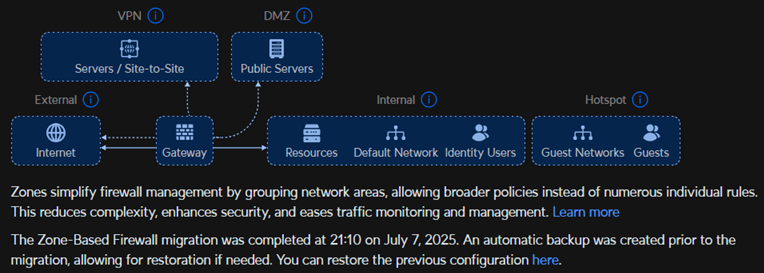 VPN
DMZ
Servers / Site-to-Site
Public Servers
External
Internal
Hotspot
Internet
Gateway
Resources
Default Network
Identity Users
Guest Networks
Guests
Zones simplify firewall management by grouping network areas, allowing broader policies instead of numerous individual rules.
This reduces complexity, enhances security, and eases traffic monitoring and management. Learn more
The Zone-Based Firewall migration was completed at 21:10 on July 7, 2025. An automatic backup was created prior to the
migration, allowing for restoration if needed. You can restore the previous configuration here.